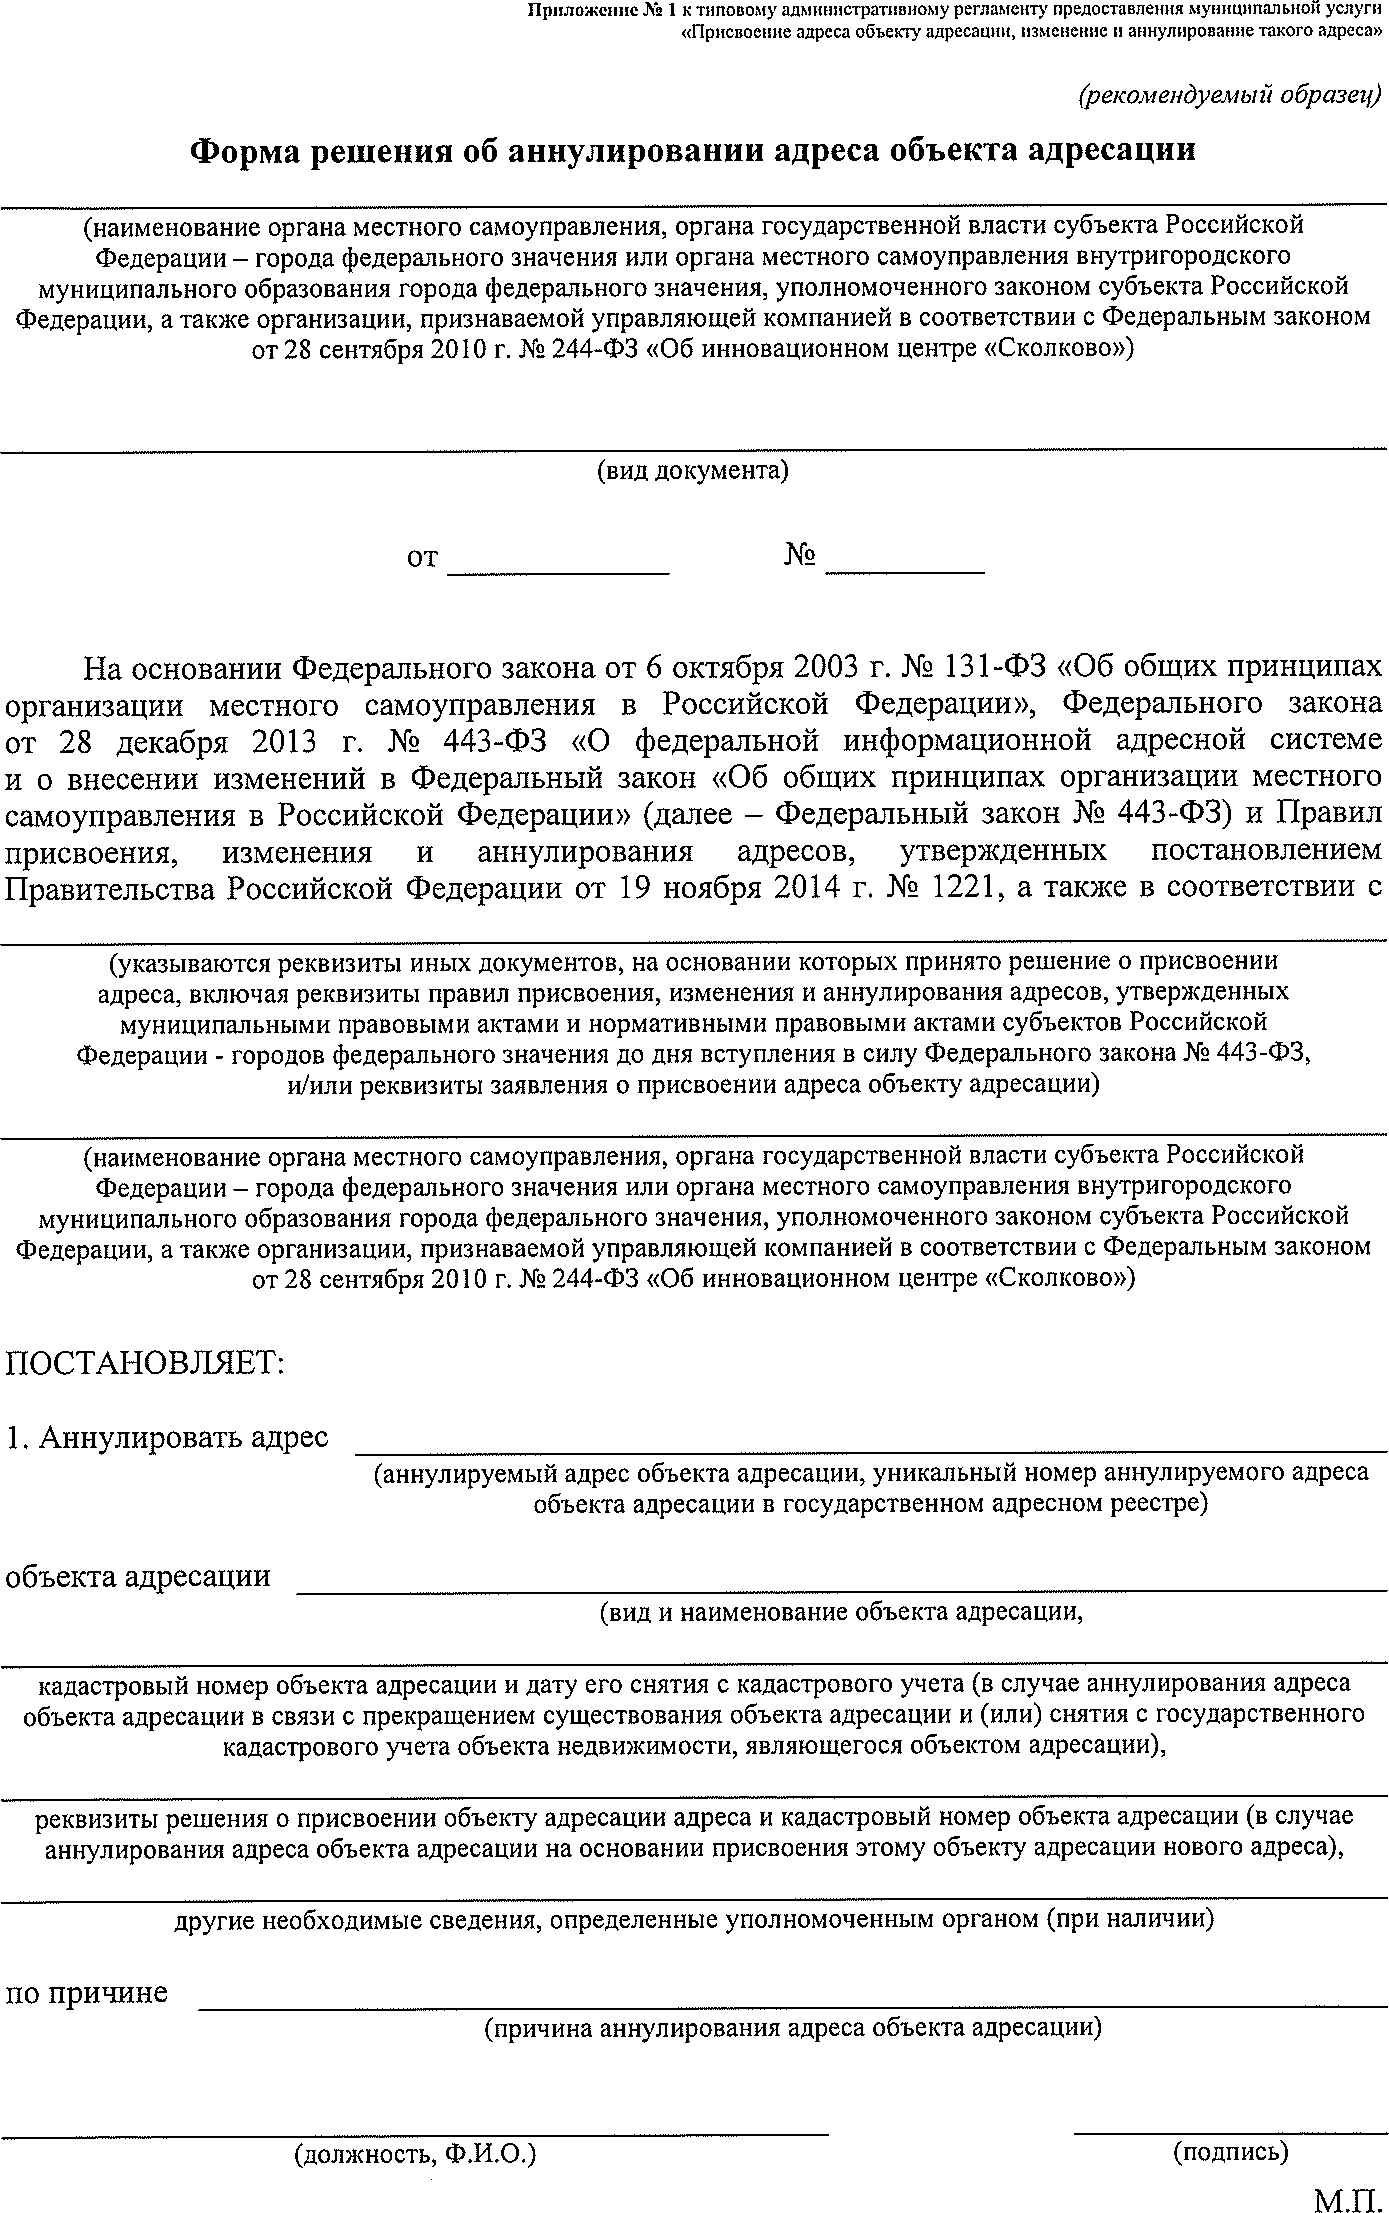 Приложение № 1 к типовому административному регламенту предоставления муниципальной услуги
«Присвоение адреса объекту адресации, изменение и аннулирование такого адреса»
(рекомендуемый образец)
Форма решения об аннулировании адреса объекта адресации
(наименование органа местного самоуправления, органа государственной власти субъекта Российской
Федерации – города федерального значения или органа местного самоуправления внутригородского
муниципального образования города федерального значения, уполномоченного законом субъекта Российской
Федерации, а также организации, признаваемой управляющей компанией в соответствии с Федеральным законом
от 28 сентября 2010 г. № 244-ФЗ «Об инновационном центре «Сколково»)
(вид документа)
от ______________ № __________
На основании Федерального закона от 6 октября 2003 г. № 131-ФЗ «Об общих принципах
организации местного самоуправления в Российской Федерации», Федерального закона
от 28 декабря 2013 г. № 443-ФЗ «О федеральной информационной адресной системе
и о внесении изменений в Федеральный закон «Об общих принципах организации местного
самоуправления в Российской Федерации» (далее – Федеральный закон № 443-ФЗ) и Правил
присвоения, изменения и аннулирования адресов, утвержденных постановлением
Правительства Российской Федерации от 19 ноября 2014 г. № 1221, а также в соответствии с
(указываются реквизиты иных документов, на основании которых принято решение о присвоении
адреса, включая реквизиты правил присвоения, изменения и аннулирования адресов, утвержденных
муниципальными правовыми актами и нормативными правовыми актами субъектов Российской
Федерации - городов федерального значения до дня вступления в силу Федерального закона № 443-ФЗ,
и/или реквизиты заявления о присвоении адреса объекту адресации)
(наименование органа местного самоуправления, органа государственной власти субъекта Российской
Федерации – города федерального значения или органа местного самоуправления внутригородского
муниципального образования города федерального значения, уполномоченного законом субъекта Российской
Федерации, а также организации, признаваемой управляющей компанией в соответствии с Федеральным законом
от 28 сентября 2010 г. № 244-ФЗ «Об инновационном центре «Сколково»)
ПОСТАНОВЛЯЕТ:
1. Аннулировать адрес
(аннулируемый адрес объекта адресации, уникальный номер аннулируемого адреса
объекта адресации в государственном адресном реестре)
объекта адресации
(вид и наименование объекта адресации,
кадастровый номер объекта адресации и дату его снятия с кадастрового учета (в случае аннулирования адреса
объекта адресации в связи с прекращением существования объекта адресации и (или) снятия с государственного
кадастрового учета объекта недвижимости, являющегося объектом адресации),
реквизиты решения о присвоении объекту адресации адреса и кадастровый номер объекта адресации (в случае
аннулирования адреса объекта адресации на основании присвоения этому объекту адресации нового адреса),
другие необходимые сведения, определенные уполномоченным органом (при наличии)
по причине
(причина аннулирования адреса объекта адресации)
(должность, Ф.И.О.) (подпись)
М.П.